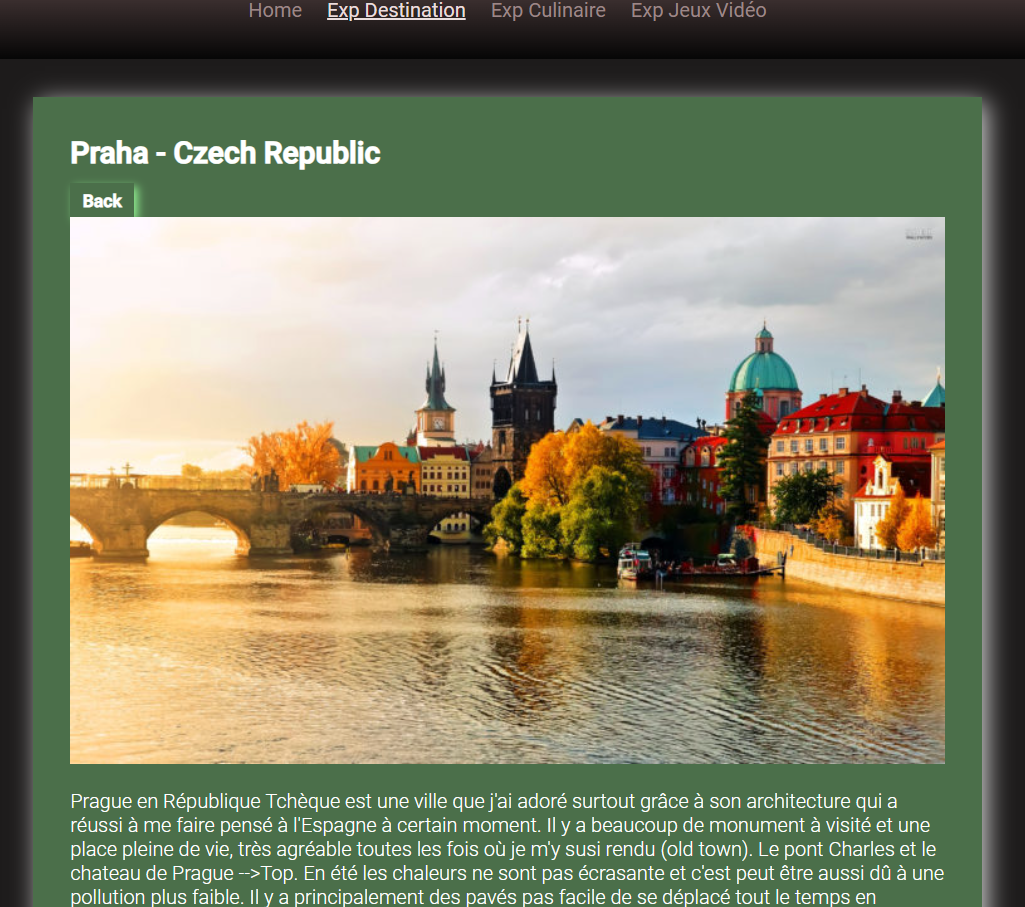 Home Exp Destination Exp Culinaire Exp Jeux Vidéo
Praha - Czech Republic
Back
Prague en République Tchèque est une ville que j'ai adoré surtout grâce à son architecture qui a
réussi à me faire pensé à l'Espagne à certain moment. Il y a beaucoup de monument à visité et une
place pleine de vie, très agréable toutes les fois où je m'y susi rendu (old town). Le pont Charles et le
chateau de Prague -->Top. En été les chaleurs ne sont pas écrasante et c'est peut être aussi dû à une
pollution plus faible. Il y a principalement des pavés pas facile de se déplacé tout le temps en